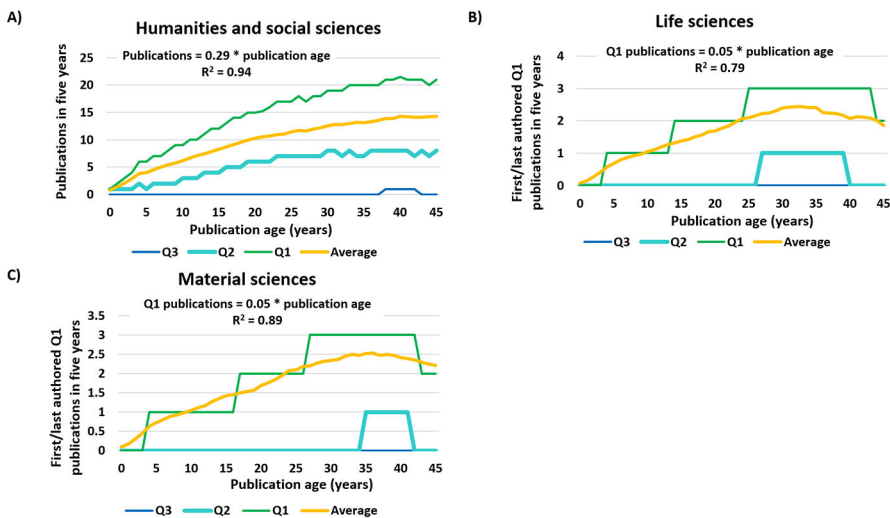 A)
Humanities and social sciences
Publications = 0.29 * publication age
R² = 0.94
Publications in five years
25
20
15
10
5
0
0 5 10 15 20 25 30 35 40 45
Publication age (years)
Q3 Q2 Q1 Average
B)
Life sciences
Q1 publications = 0.05 * publication age
R² = 0.79
First/last authored Q1
publications in five years
4
3
2
1
0
0 5 10 15 20 25 30 35 40 45
Publication age (years)
Q3 Q2 Q1 Average
C)
Material sciences
Q1 publications = 0.05 * publication age
R² = 0.89
First/last authored Q1
publications in five years
3.5
3
2.5
2
1.5
1
0.5
0
0 5 10 15 20 25 30 35 40 45
Publication age (years)
Q3 Q2 Q1 Average